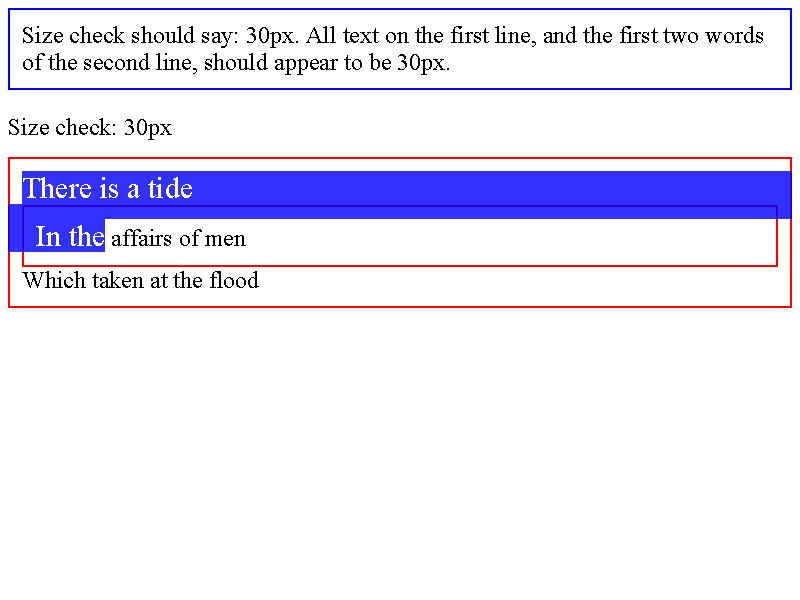 Size check should say: 30px. All text on the first line, and the first two words
of the second line, should appear to be 30px.
Size check: 30px
There is a tide
In the affairs of men
Which taken at the flood